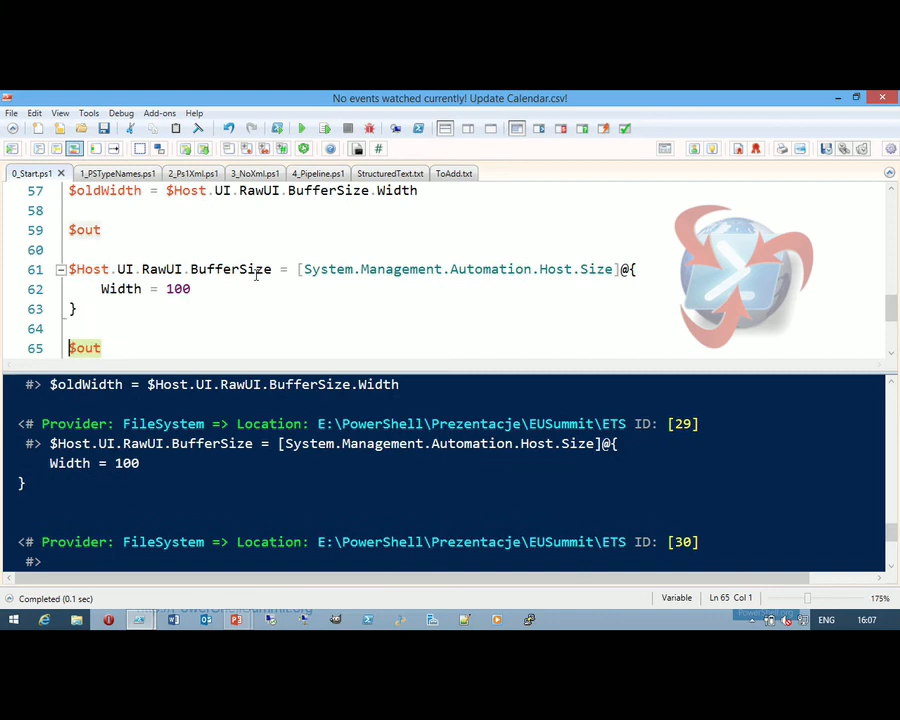 No events watched currently! Update Calendar.csv!
File Edit View Tools Debug Add-ons Help
0_Start.ps1 1_PSTypeNames.ps1 2_Ps1Xml.ps1 3_NoXml.ps1 4_Pipeline.ps1 StructuredText.txt ToAdd.txt
57 $oldWidth = $Host.UI.RawUI.BufferSize.Width
58
59 $out
60
61 $Host.UI.RawUI.BufferSize = [System.Management.Automation.Host.Size]@{
62 Width = 100
63 }
64
65 $out
#> $oldWidth = $Host.UI.RawUI.BufferSize.Width
<# Provider: FileSystem => Location: E:\PowerShell\Prezentacje\EUSummit\ETS ID: [29]
#> $Host.UI.RawUI.BufferSize = [System.Management.Automation.Host.Size]@{
Width = 100
}
<# Provider: FileSystem => Location: E:\PowerShell\Prezentacje\EUSummit\ETS ID: [30]
#>
Completed (0.1 sec) Variable Ln 65 Col 1 175%
ENG 16:07